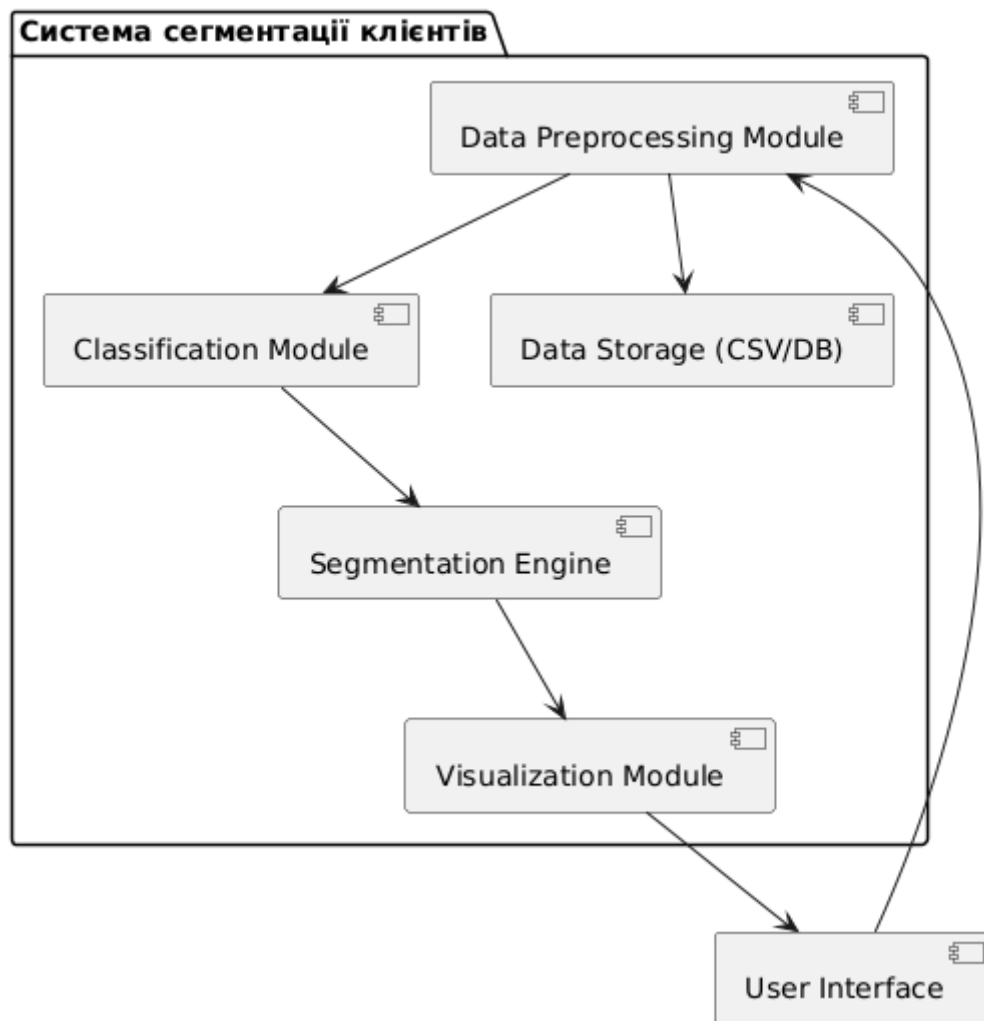 Система сегментації клієнтів
Data Preprocessing Module
Classification Module
Data Storage (CSV/DB)
Segmentation Engine
Visualization Module
User Interface